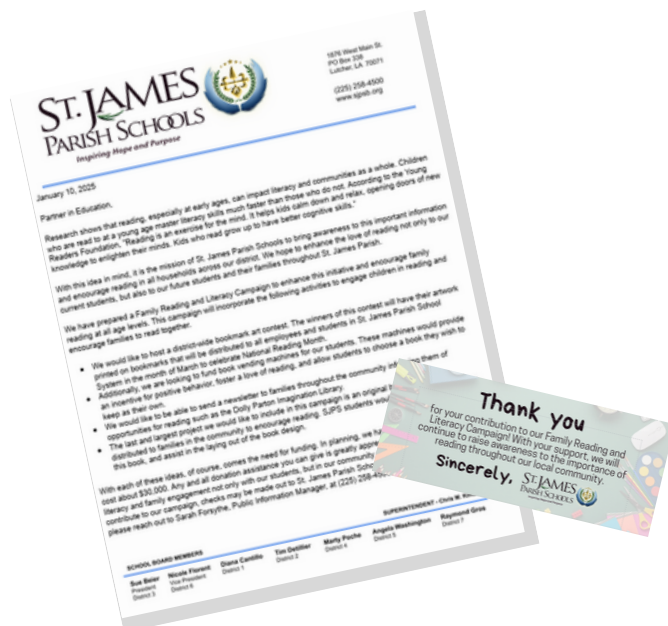 ST. JAMES
PARISH SCHOOLS
Inspiring Hope and Purpose
1876 West Main St.
PO Box 338
Lutcher, LA 70071
(225) 258-4500
www.sjpsb.org
January 10, 2025
Partner in Education,
Research shows that reading, especially at early ages, can impact literacy and communities as a whole. Children
who are read to at a young age master literacy skills much faster than those who do not. According to the Young
Readers Foundation, "Reading is an exercise for the mind. It helps kids calm down and relax, opening doors of new
knowledge to enlighten their minds. Kids who read grow up to have better cognitive skills."
With this idea in mind, it is the mission of St. James Parish Schools to bring awareness to this important information
and encourage reading in all households across our district. We hope to enhance the love of reading not only to our
current students, but also to our future students and their families throughout St. James Parish.
We have prepared a Family Reading and Literacy Campaign to enhance this initiative and encourage family
reading at all age levels. This campaign will incorporate the following activities to engage children in reading and
encourage families to read together.
• We would like to host a district-wide bookmark art contest. The winners of this contest will have their artwork
printed on bookmarks that will be distributed to all employees and students in St. James Parish School
System in the month of March to celebrate National Reading Month.
• Additionally, we are looking to fund book vending machines for our students. These machines would provide
an incentive for positive behavior, foster a love of reading, and allow students to choose a book they wish to
keep as their own.
• We would like to be able to send a newsletter to families throughout the community informing them of
opportunities for reading such as the Dolly Parton Imagination Library.
• The last and largest project we would like to include in this campaign is an original
distributed to families in the community to encourage reading. SJPS students
this book, and assist in the laying out of the book design.
With each of these ideas, of course, comes the need for funding. In planning, we
cost about $30,000. Any and all donation assistance you can give is greatly
literacy and family engagement not only with our students, but in our
contribute to our campaign, checks may be made out to St. James Parish
please reach out to Sarah Forsythe, Public Information Manager, at (225)
SUPERINTENDENT - Chris M.
SCHOOL BOARD MEMBERS
Sue Beier Nicole Florent Diana Cantillo Tim Detillier Marty Poche Angela Washington Raymond Gros
President Vice President District 1 District 2 District 4 District 5 District 7
District 3 District 6
Thank you
for your contribution to our Family Reading and
Literacy Campaign! With your support, we will
continue to raise awareness to the importance of
reading throughout our local community.
Sincerely,
ST. JAMES
PARISH SCHOOLS